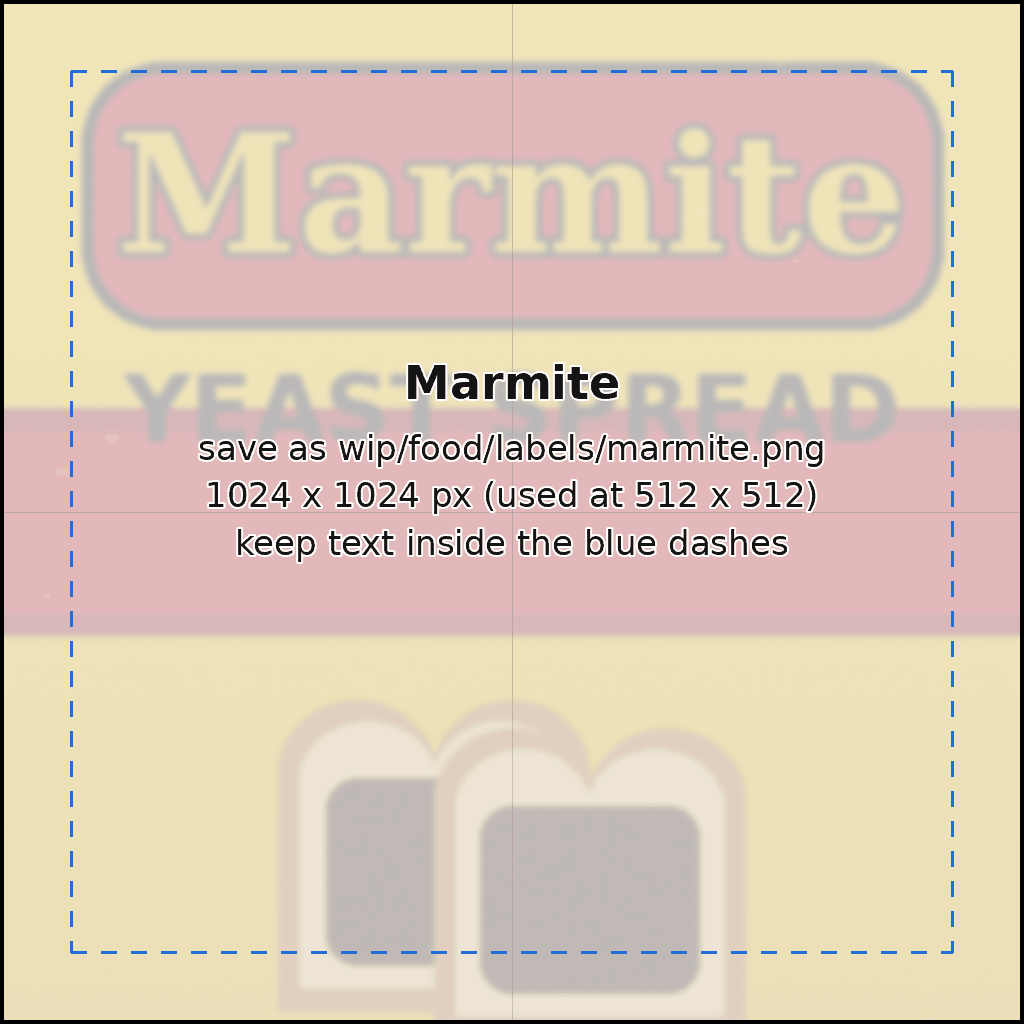 Marmite
Marmite
YEAST SPREAD
save as wip/food/labels/marmite.png
1024 x 1024 px (used at 512 x 512)
keep text inside the blue dashes